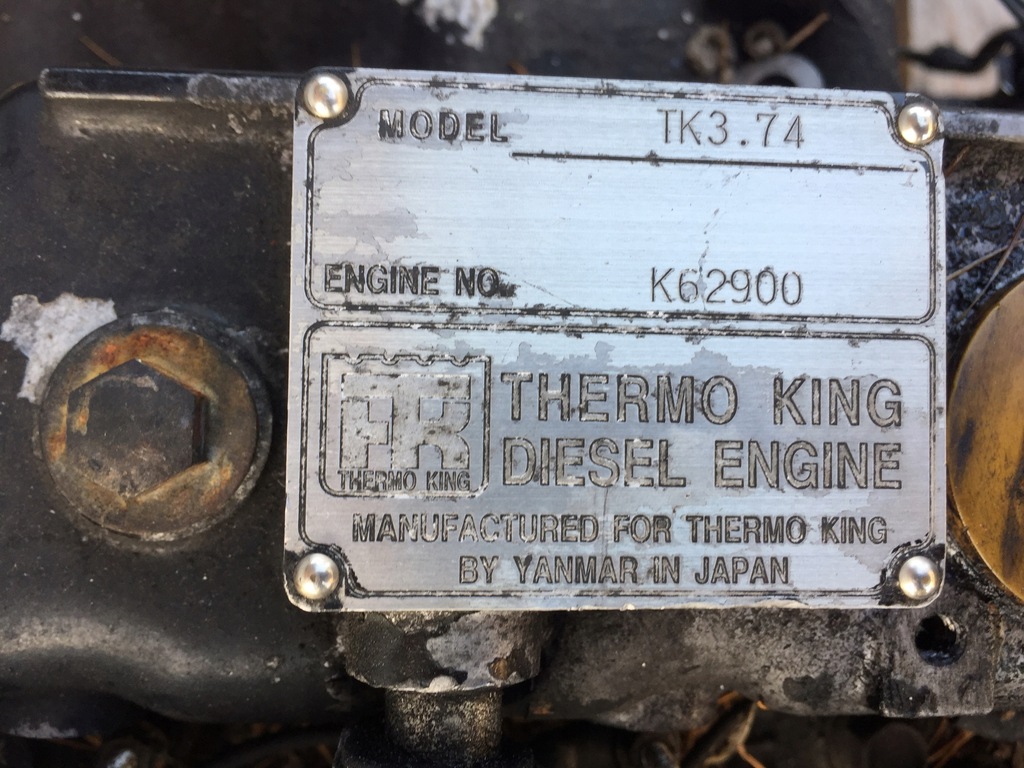 MODEL TK3.74
ENGINE NO. K62900
THERMO KING
THERMO KING
DIESEL ENGINE
MANUFACTURED FOR THERMO KING
BY YANMAR IN JAPAN